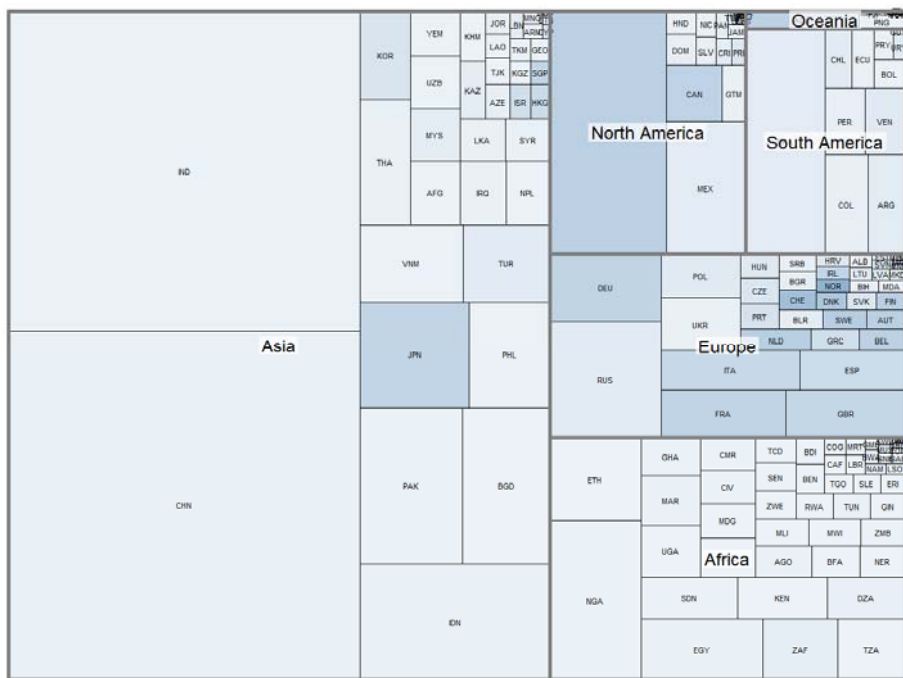 IND
CHN
Asia
KOR
THA
YEM
UZB
MYS
AFG
KHM
KAZ
LKA
IRQ
JOR
LAO
TJK
AZE
TKM
GEO
KGZ
SGP
ISR
HKG
SYR
NPL
VNM
TUR
JPN
PHL
PAK
BGD
IDN
North America
HND
NIC
DOM
SLV
CRI
PRI
JAM
CAN
GTM
MEX
Oceania
PNG
South America
CHL
ECU
PRY
BOL
PER
VEN
COL
ARG
Europe
DEU
RUS
POL
UKR
HUN
CZE
PRT
SRB
BGR
CHE
BLR
HRV
IRL
NOR
DNK
SWE
ALB
LTU
LVA
BIH
MDA
SVK
FIN
AUT
NLD
GRC
BEL
ITA
ESP
FRA
GBR
Africa
ETH
NGA
GHA
MAR
UGA
CMR
CIV
MDG
TCD
SEN
ZWE
BDI
BEN
RWA
COG
MRT
CAF
LBR
NAM
LSO
TGO
SLE
ERI
TUN
GIN
MLI
MWI
ZMB
AGO
BFA
NER
SDN
KEN
DZA
EGY
ZAF
TZA